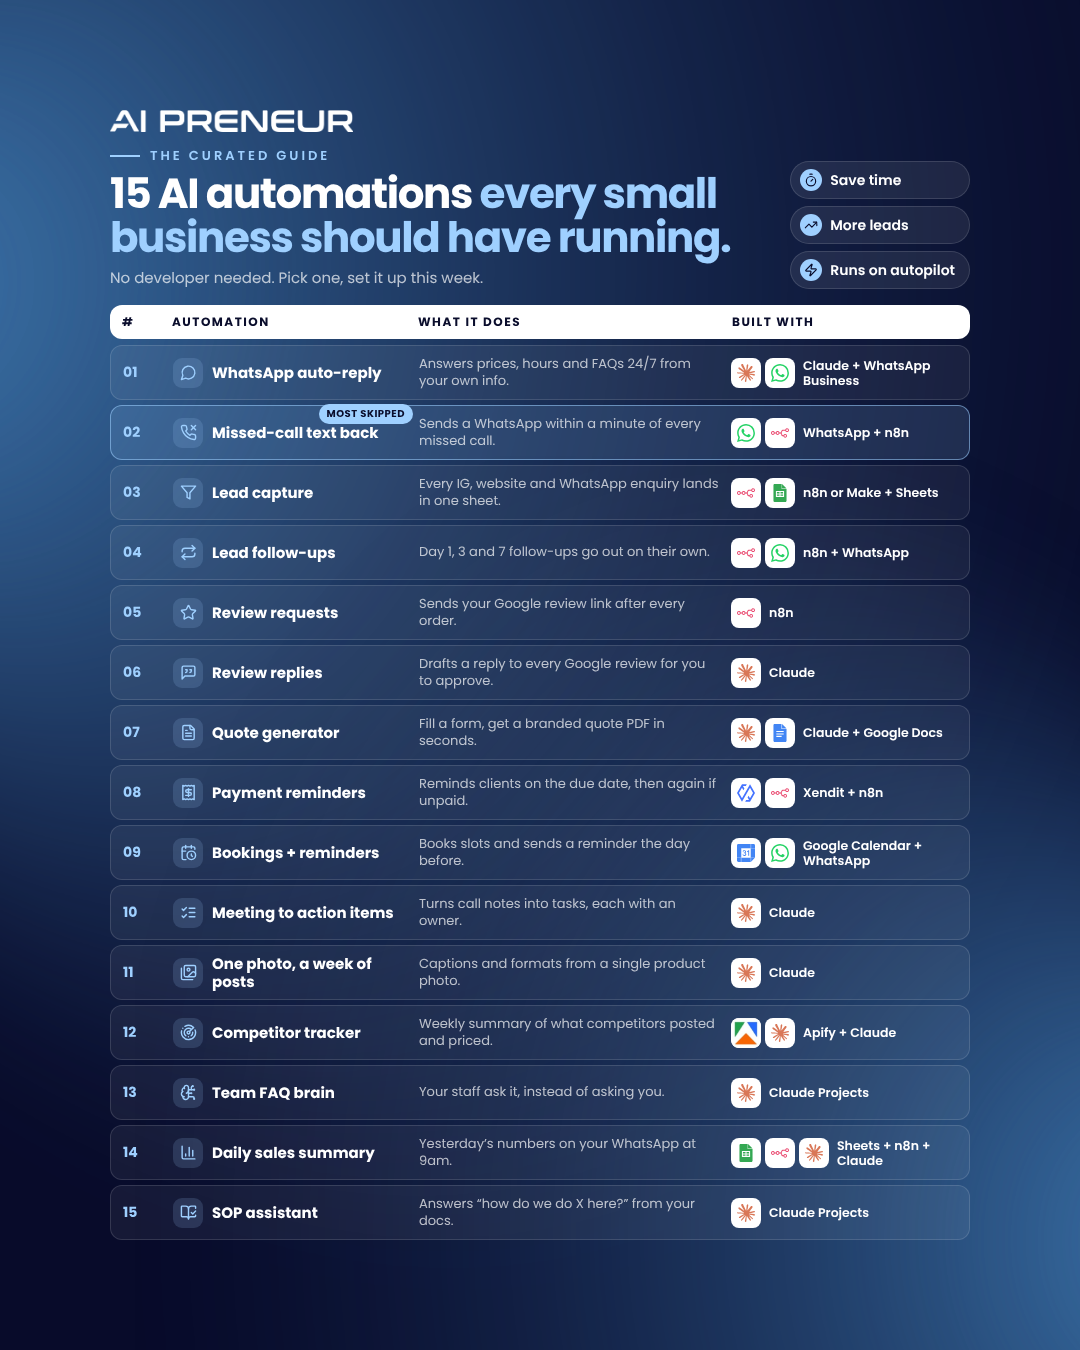 AI PRENEUR
THE CURATED GUIDE
15 AI automations every small
business should have running.
No developer needed. Pick one, set it up this week.
Save time
More leads
Runs on autopilot
# AUTOMATION WHAT IT DOES BUILT WITH
01 WhatsApp auto-reply
Answers prices, hours and FAQs 24/7 from
your own info.
Claude + WhatsApp
Business
MOST SKIPPED
02 Missed-call text back
Sends a WhatsApp within a minute of every
missed call.
WhatsApp + n8n
03 Lead capture
Every IG, website and WhatsApp enquiry lands
in one sheet.
n8n or Make + Sheets
04 Lead follow-ups
Day 1, 3 and 7 follow-ups go out on their own.
n8n + WhatsApp
05 Review requests
Sends your Google review link after every
order.
n8n
06 Review replies
Drafts a reply to every Google review for you
to approve.
Claude
07 Quote generator
Fill a form, get a branded quote PDF in
seconds.
Claude + Google Docs
08 Payment reminders
Reminds clients on the due date, then again if
unpaid.
Xendit + n8n
09 Bookings + reminders
Books slots and sends a reminder the day
before.
31
Google Calendar +
WhatsApp
10 Meeting to action items
Turns call notes into tasks, each with an
owner.
Claude
11 One photo, a week of
posts
Captions and formats from a single product
photo.
Claude
12 Competitor tracker
Weekly summary of what competitors posted
and priced.
Apify + Claude
13 Team FAQ brain
Your staff ask it, instead of asking you.
Claude Projects
14 Daily sales summary
Yesterday’s numbers on your WhatsApp at
9am.
Sheets + n8n +
Claude
15 SOP assistant
Answers “how do we do X here?” from your
docs.
Claude Projects